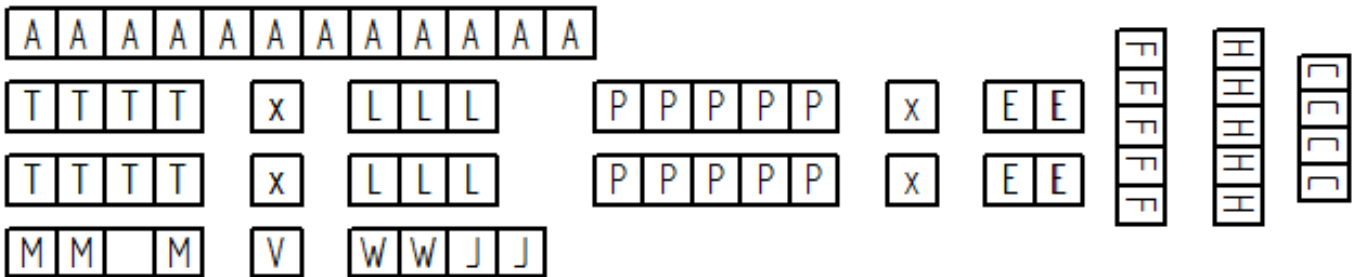 A A A A A A A A A A A A
T T T T x L L L P P P P P x E E
T T T T x L L L P P P P P x E E
M M M V W W J J
F F F F F
H H H H H
C C C C